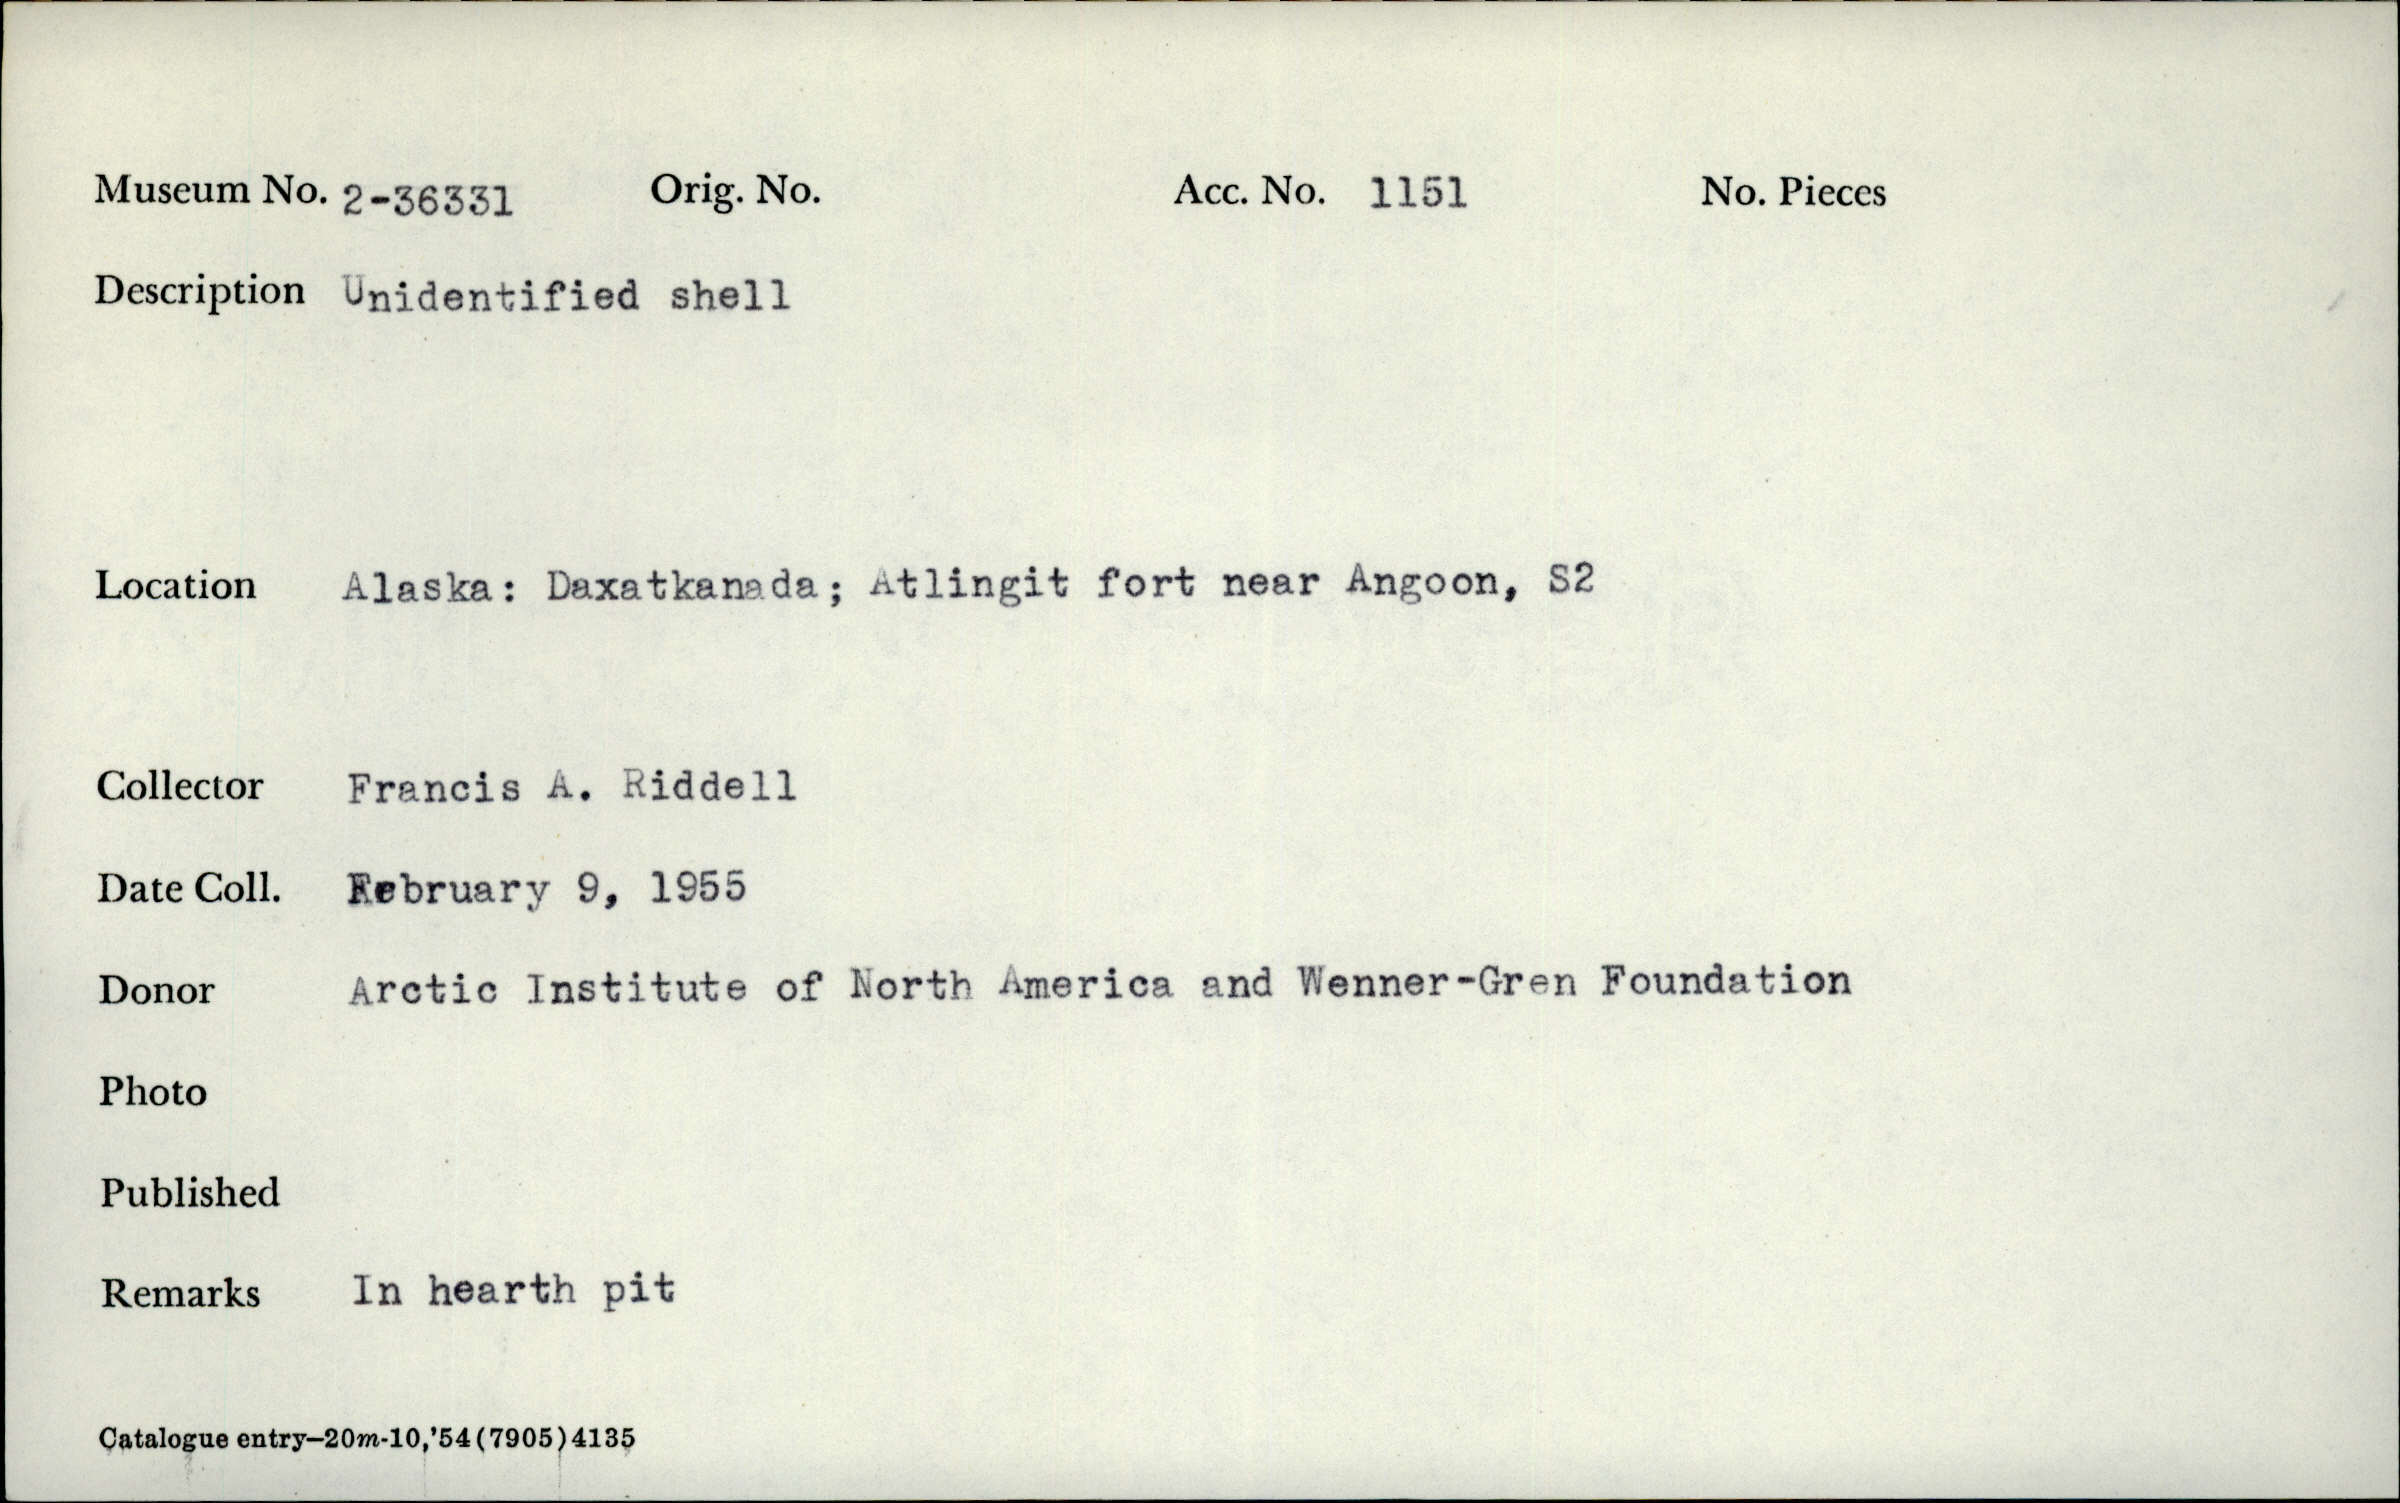 Museum No. 2-36331 Orig. No. Acc. No. 1151 No. Pieces
Description Unidentified shell
Location Alaska: Daxatkanada; Atlingit fort near Angoon, S2
Collector Francis A. Riddell
Date Coll. February 9, 1955
Donor Arctic Institute of North America and Wenner-Gren Foundation
Photo
Published
Remarks In hearth pit
Catalogue entry—20m-10,'54(7905)4135